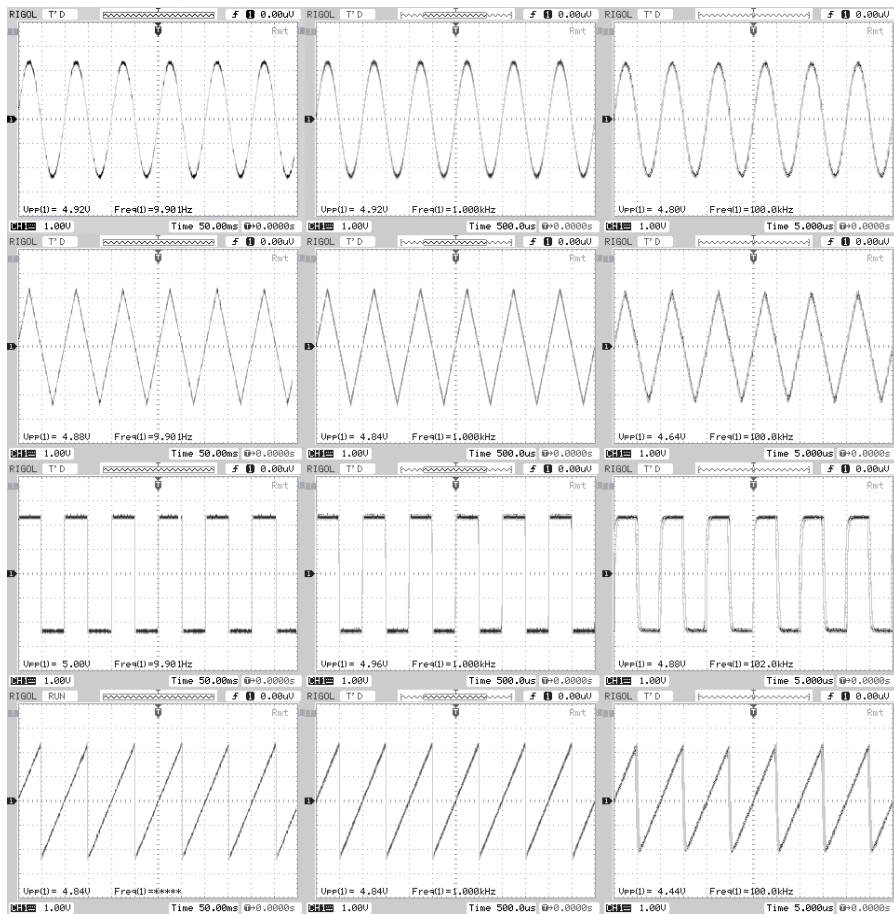 RIGOL T'D ƒ 1 0.00uV
RIGOL T'D ƒ 1 0.00uV
RIGOL T'D ƒ 1 0.00uV
T Rmt
T Rmt
T Rmt
1
1
1
Vpp(1)= 4.92V Freq(1)=9.901Hz
Vpp(1)= 4.92V Freq(1)=1.000kHz
Vpp(1)= 4.80V Freq(1)=100.0kHz
CH1 1.00V Time 50.00ms T→0.0000s
CH1 1.00V Time 500.0us T→0.0000s
CH1 1.00V Time 5.000us T→0.0000s
RIGOL T'D ƒ 1 0.00uV
RIGOL T'D ƒ 1 0.00uV
RIGOL T'D ƒ 1 0.00uV
T Rmt
T Rmt
T Rmt
1
1
1
Vpp(1)= 4.88V Freq(1)=9.901Hz
Vpp(1)= 4.84V Freq(1)=1.000kHz
Vpp(1)= 4.64V Freq(1)=100.0kHz
CH1 1.00V Time 50.00ms T→0.0000s
CH1 1.00V Time 500.0us T→0.0000s
CH1 1.00V Time 5.000us T→0.0000s
RIGOL T'D ƒ 1 0.00uV
RIGOL T'D ƒ 1 0.00uV
RIGOL T'D ƒ 1 0.00uV
T Rmt
T Rmt
T Rmt
1
1
1
Vpp(1)= 5.00V Freq(1)=9.901Hz
Vpp(1)= 4.96V Freq(1)=1.000kHz
Vpp(1)= 4.88V Freq(1)=102.0kHz
CH1 1.00V Time 50.00ms T→0.0000s
CH1 1.00V Time 500.0us T→0.0000s
CH1 1.00V Time 5.000us T→0.0000s
RIGOL RUN ƒ 1 0.00uV
RIGOL T'D ƒ 1 0.00uV
RIGOL T'D ƒ 1 0.00uV
T Rmt
T Rmt
T Rmt
1
1
1
Vpp(1)= 4.84V Freq(1)=*****
Vpp(1)= 4.84V Freq(1)=1.000kHz
Vpp(1)= 4.44V Freq(1)=100.0kHz
CH1 1.00V Time 50.00ms T→0.0000s
CH1 1.00V Time 500.0us T→0.0000s
CH1 1.00V Time 5.000us T→0.0000s